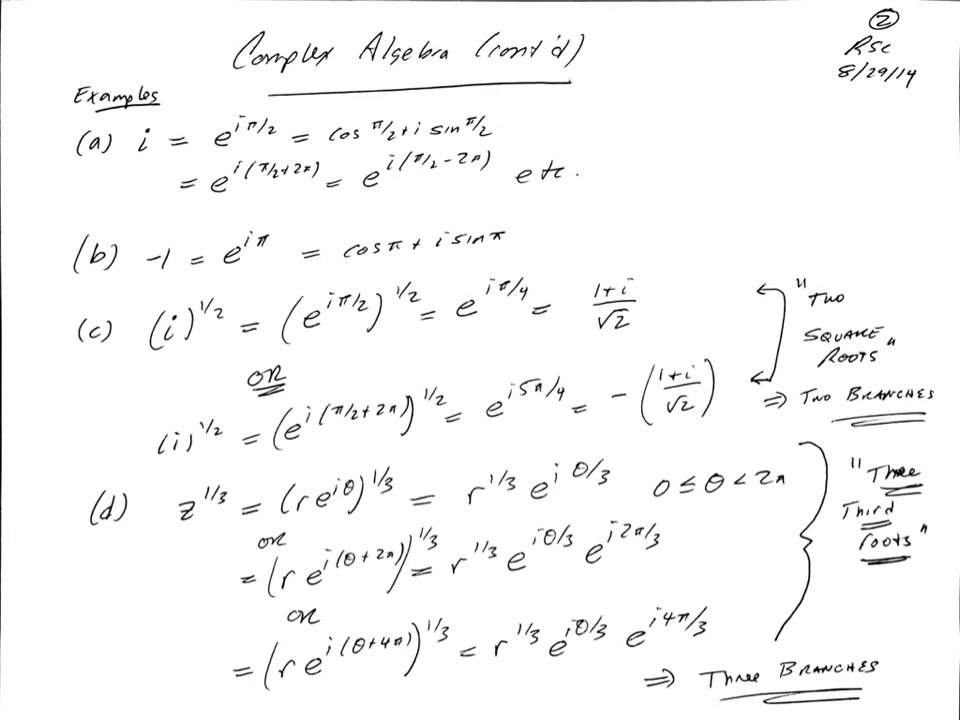 ②
Complex Algebra (cont'd)
RSC
8/29/14
Examples
(a) i = e^{iπ/2} = cos π/2 + i sin π/2
= e^{i(π/2+2π)} = e^{i(π/2-2π)} etc.
(b) -1 = e^{iπ} = cos π + i sin π
(c) (i)^{1/2} = (e^{iπ/2})^{1/2} = e^{iπ/4} = (1+i)/√2
"Two
SQUARE
ROOTS"
OR
⇒ TWO BRANCHES
(i)^{1/2} = (e^{i(π/2+2π)})^{1/2} = e^{i5π/4} = -((1+i)/√2)
(d) z^{1/3} = (re^{iθ})^{1/3} = r^{1/3} e^{iθ/3} 0 ≤ θ < 2π
"Three
Third
roots"
or
= (re^{i(θ+2π)})^{1/3} = r^{1/3} e^{iθ/3} e^{i2π/3}
OR
= (re^{i(θ+4π)})^{1/3} = r^{1/3} e^{iθ/3} e^{i4π/3}
⇒ Three BRANCHES